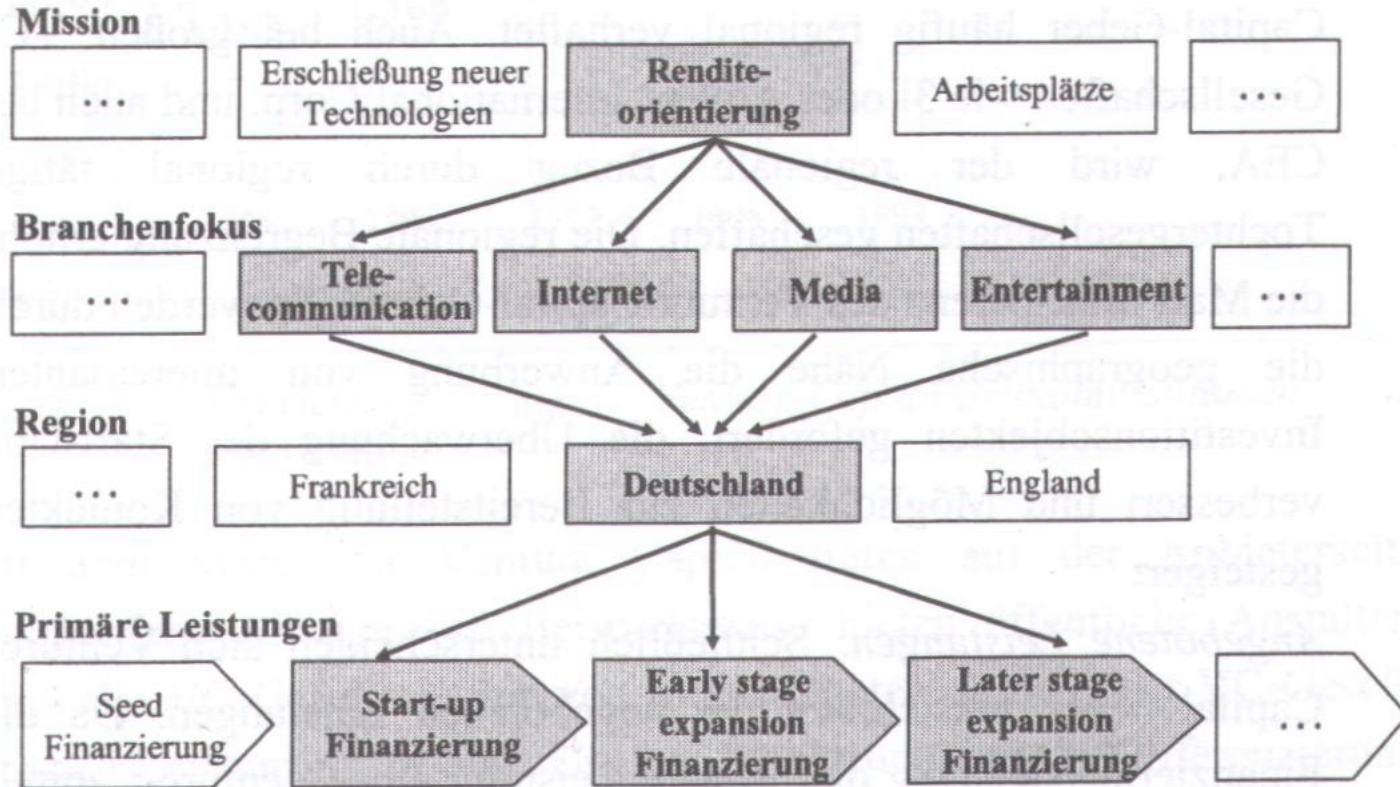 Mission
...
Erschließung neuer
Technologien
Rendite-
orientierung
Arbeitsplätze
...
Branchenfokus
...
Tele-
communication
Internet
Media
Entertainment
...
Region
...
Frankreich
Deutschland
England
Primäre Leistungen
Seed
Finanzierung
Start-up
Finanzierung
Early stage
expansion
Finanzierung
Later stage
expansion
Finanzierung
...